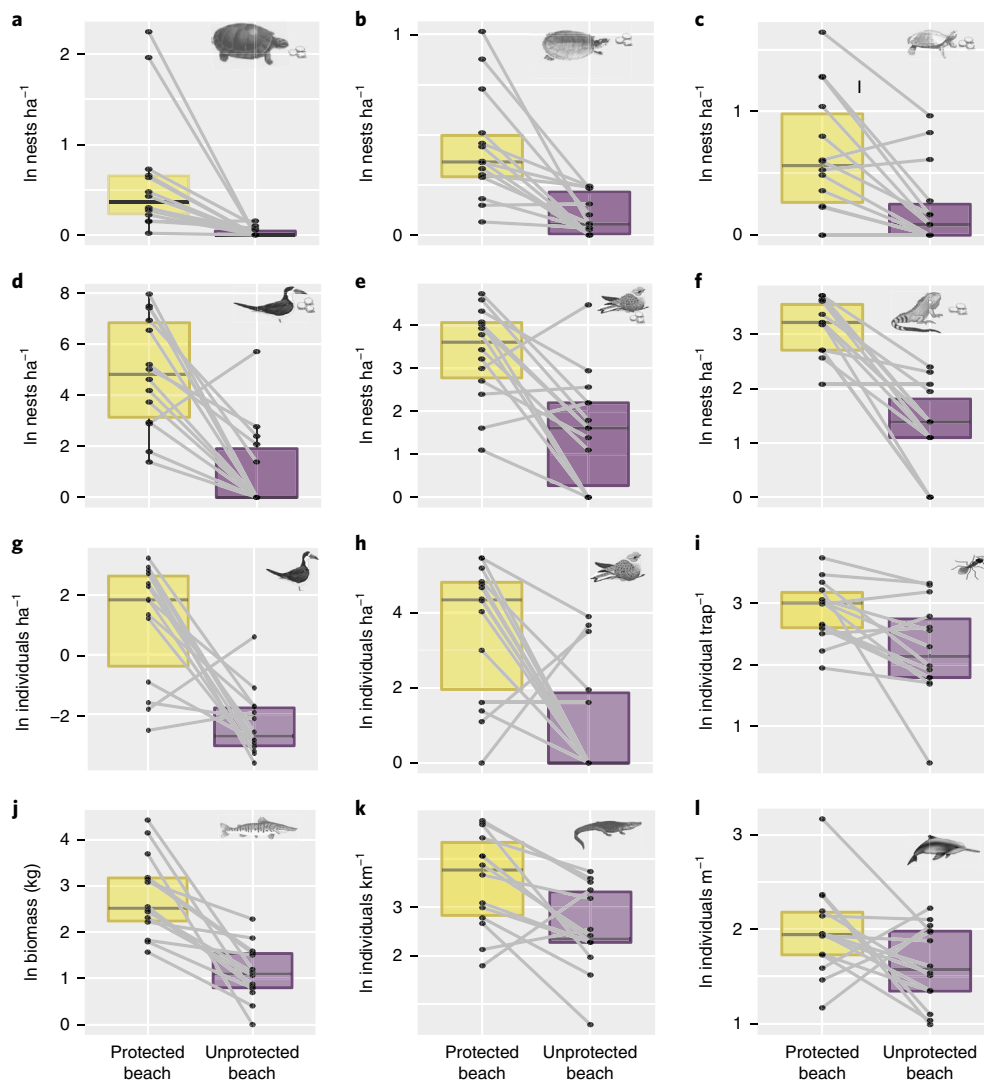 a
b
c
ln nests ha⁻¹
2
1
0
ln nests ha⁻¹
1
0
ln nests ha⁻¹
1
0
I
d
e
f
ln nests ha⁻¹
8
6
4
2
0
ln nests ha⁻¹
4
3
2
1
0
ln nests ha⁻¹
3
2
1
0
g
h
i
ln individuals ha⁻¹
2
0
−2
ln individuals ha⁻¹
4
2
0
ln individual trap⁻¹
3
2
1
j
k
l
ln biomass (kg)
4
3
2
1
0
ln individuals km⁻¹
3
2
ln individuals m⁻¹
3
2
1
Protected
beach
Unprotected
beach
Protected
beach
Unprotected
beach
Protected
beach
Unprotected
beach